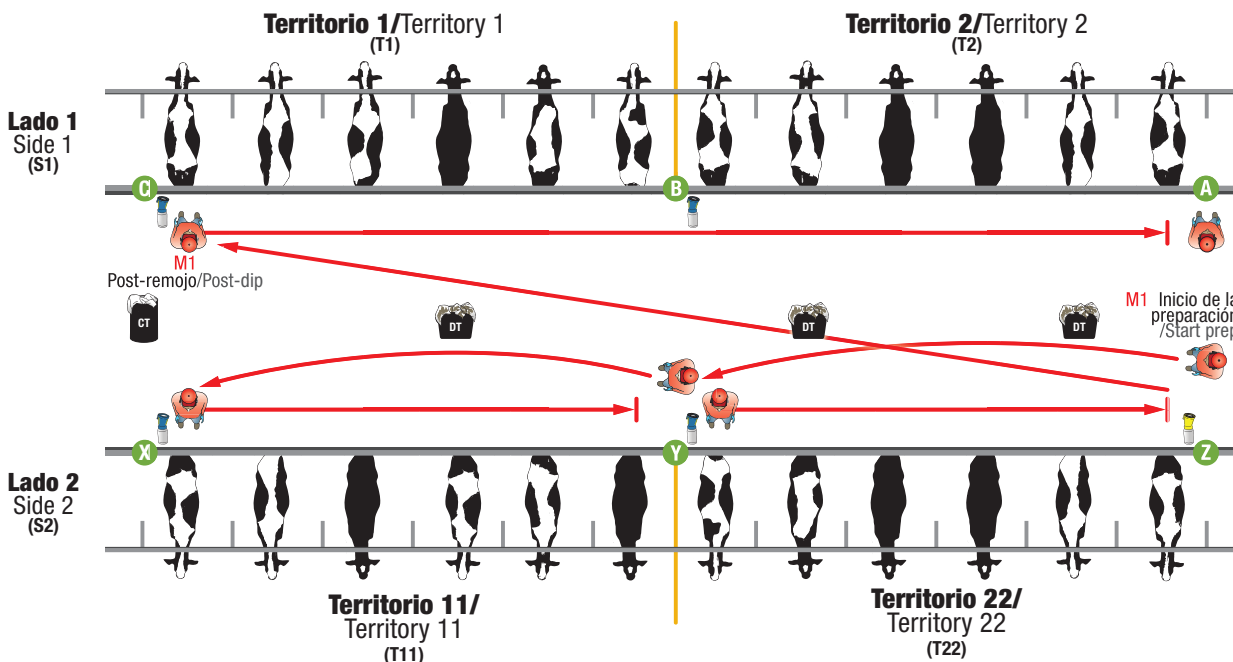 Territorio 1/Territory 1
(T1)
Territorio 2/Territory 2
(T2)
Lado 1
Side 1
(S1)
C
B
A
M1
Post-remojo/Post-dip
CT
DT
DT
DT
M1 Inicio de la
preparación
/Start prep
X
Y
Z
Lado 2
Side 2
(S2)
Territorio 11/
Territory 11
(T11)
Territorio 22/
Territory 22
(T22)